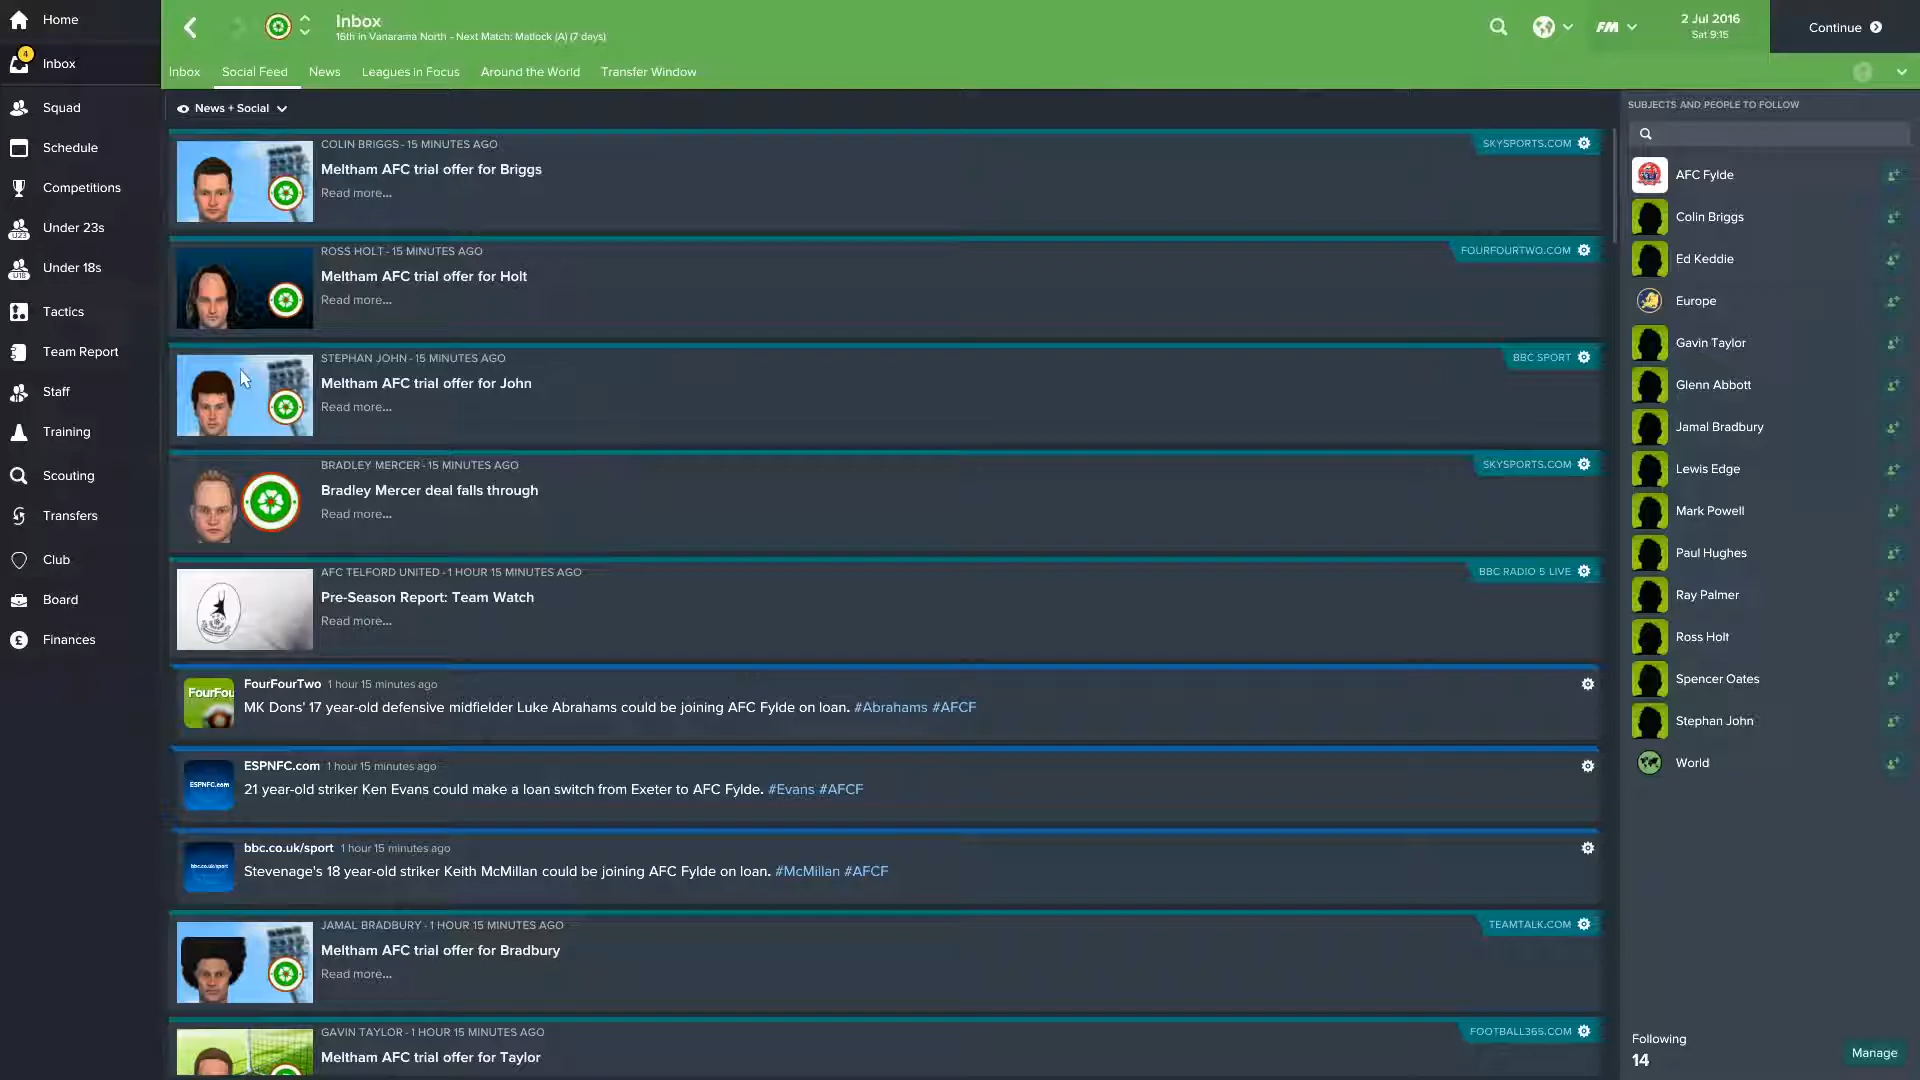 Home
4
Inbox
Squad
Schedule
Competitions
U23
Under 23s
U18
Under 18s
Tactics
Team Report
Staff
Training
Scouting
Transfers
Club
Board
Finances
Inbox
16th in Vanarama North - Next Match: Matlock (A) (7 days)
FM
2 Jul 2016
Sat 9:15
Continue
Inbox
Social Feed
News
Leagues in Focus
Around the World
Transfer Window
News + Social
COLIN BRIGGS - 15 MINUTES AGO
SKYSPORTS.COM
Meltham AFC trial offer for Briggs
Read more...
ROSS HOLT - 15 MINUTES AGO
FOURFOURTWO.COM
Meltham AFC trial offer for Holt
Read more...
STEPHAN JOHN - 15 MINUTES AGO
BBC SPORT
Meltham AFC trial offer for John
Read more...
BRADLEY MERCER - 15 MINUTES AGO
SKYSPORTS.COM
Bradley Mercer deal falls through
Read more...
AFC TELFORD UNITED - 1 HOUR 15 MINUTES AGO
BBC RADIO 5 LIVE
Pre-Season Report: Team Watch
Read more...
FourFou
FourFourTwo 1 hour 15 minutes ago
MK Dons' 17 year-old defensive midfielder Luke Abrahams could be joining AFC Fylde on loan. #Abrahams #AFCF
ESPNFC.com
ESPNFC.com 1 hour 15 minutes ago
21 year-old striker Ken Evans could make a loan switch from Exeter to AFC Fylde. #Evans #AFCF
bbc.co.uk/sport
bbc.co.uk/sport 1 hour 15 minutes ago
Stevenage's 18 year-old striker Keith McMillan could be joining AFC Fylde on loan. #McMillan #AFCF
JAMAL BRADBURY - 1 HOUR 15 MINUTES AGO
TEAMTALK.COM
Meltham AFC trial offer for Bradbury
Read more...
GAVIN TAYLOR - 1 HOUR 15 MINUTES AGO
FOOTBALL365.COM
Meltham AFC trial offer for Taylor
SUBJECTS AND PEOPLE TO FOLLOW
AFC Fylde
Colin Briggs
Ed Keddie
Europe
Gavin Taylor
Glenn Abbott
Jamal Bradbury
Lewis Edge
Mark Powell
Paul Hughes
Ray Palmer
Ross Holt
Spencer Oates
Stephan John
World
Following
14
Manage